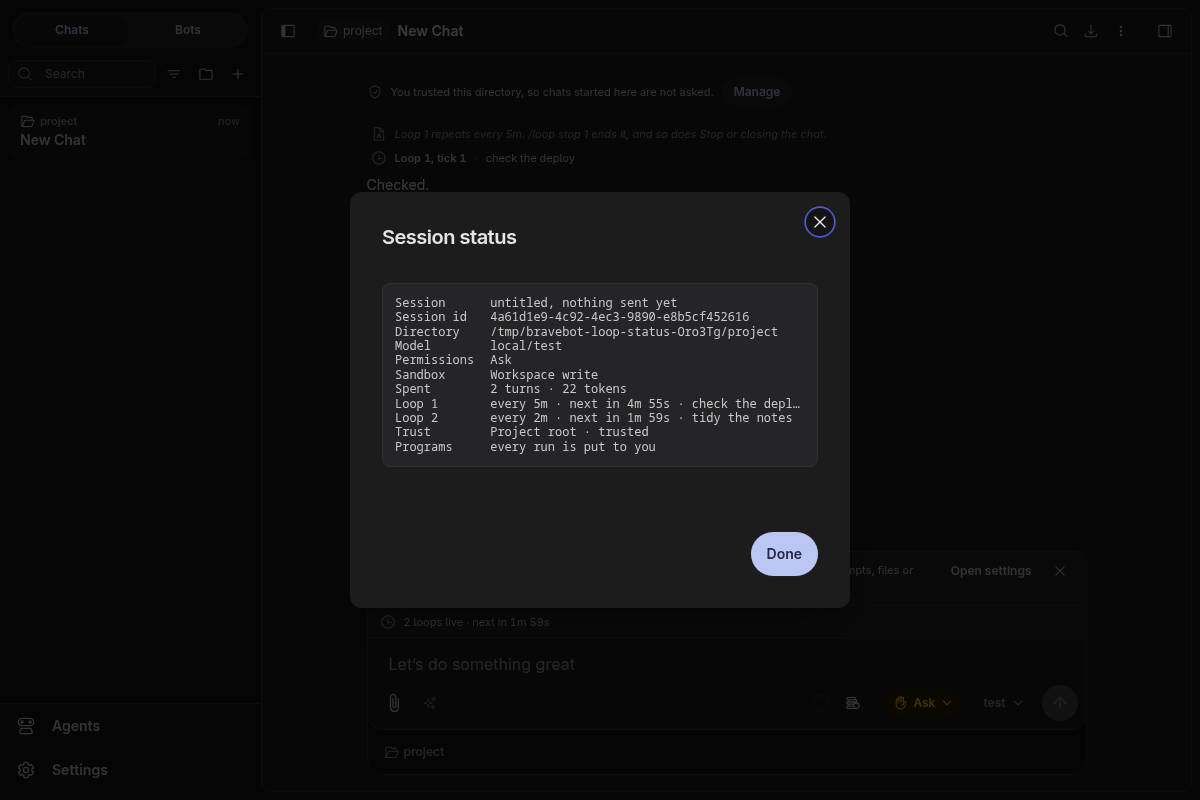 Chats
Bots
project
New Chat
Search
You trusted this directory, so chats started here are not asked.
Manage
project
now
New Chat
Loop 1 repeats every 5m. /loop stop 1 ends it, and so does Stop or closing the chat.
Loop 1, tick 1 · check the deploy
Checked.
Session status
Session untitled, nothing sent yet
Session id 4a61d1e9-4c92-4ec3-9890-e8b5cf452616
Directory /tmp/bravebot-loop-status-Oro3Tg/project
Model local/test
Permissions Ask
Sandbox Workspace write
Spent 2 turns · 22 tokens
Loop 1 every 5m · next in 4m 55s · check the depl…
Loop 2 every 2m · next in 1m 59s · tidy the notes
Trust Project root · trusted
Programs every run is put to you
Done
files or
Open settings
2 loops live · next in 1m 59s
Let's do something great
Ask
test
project
Agents
Settings